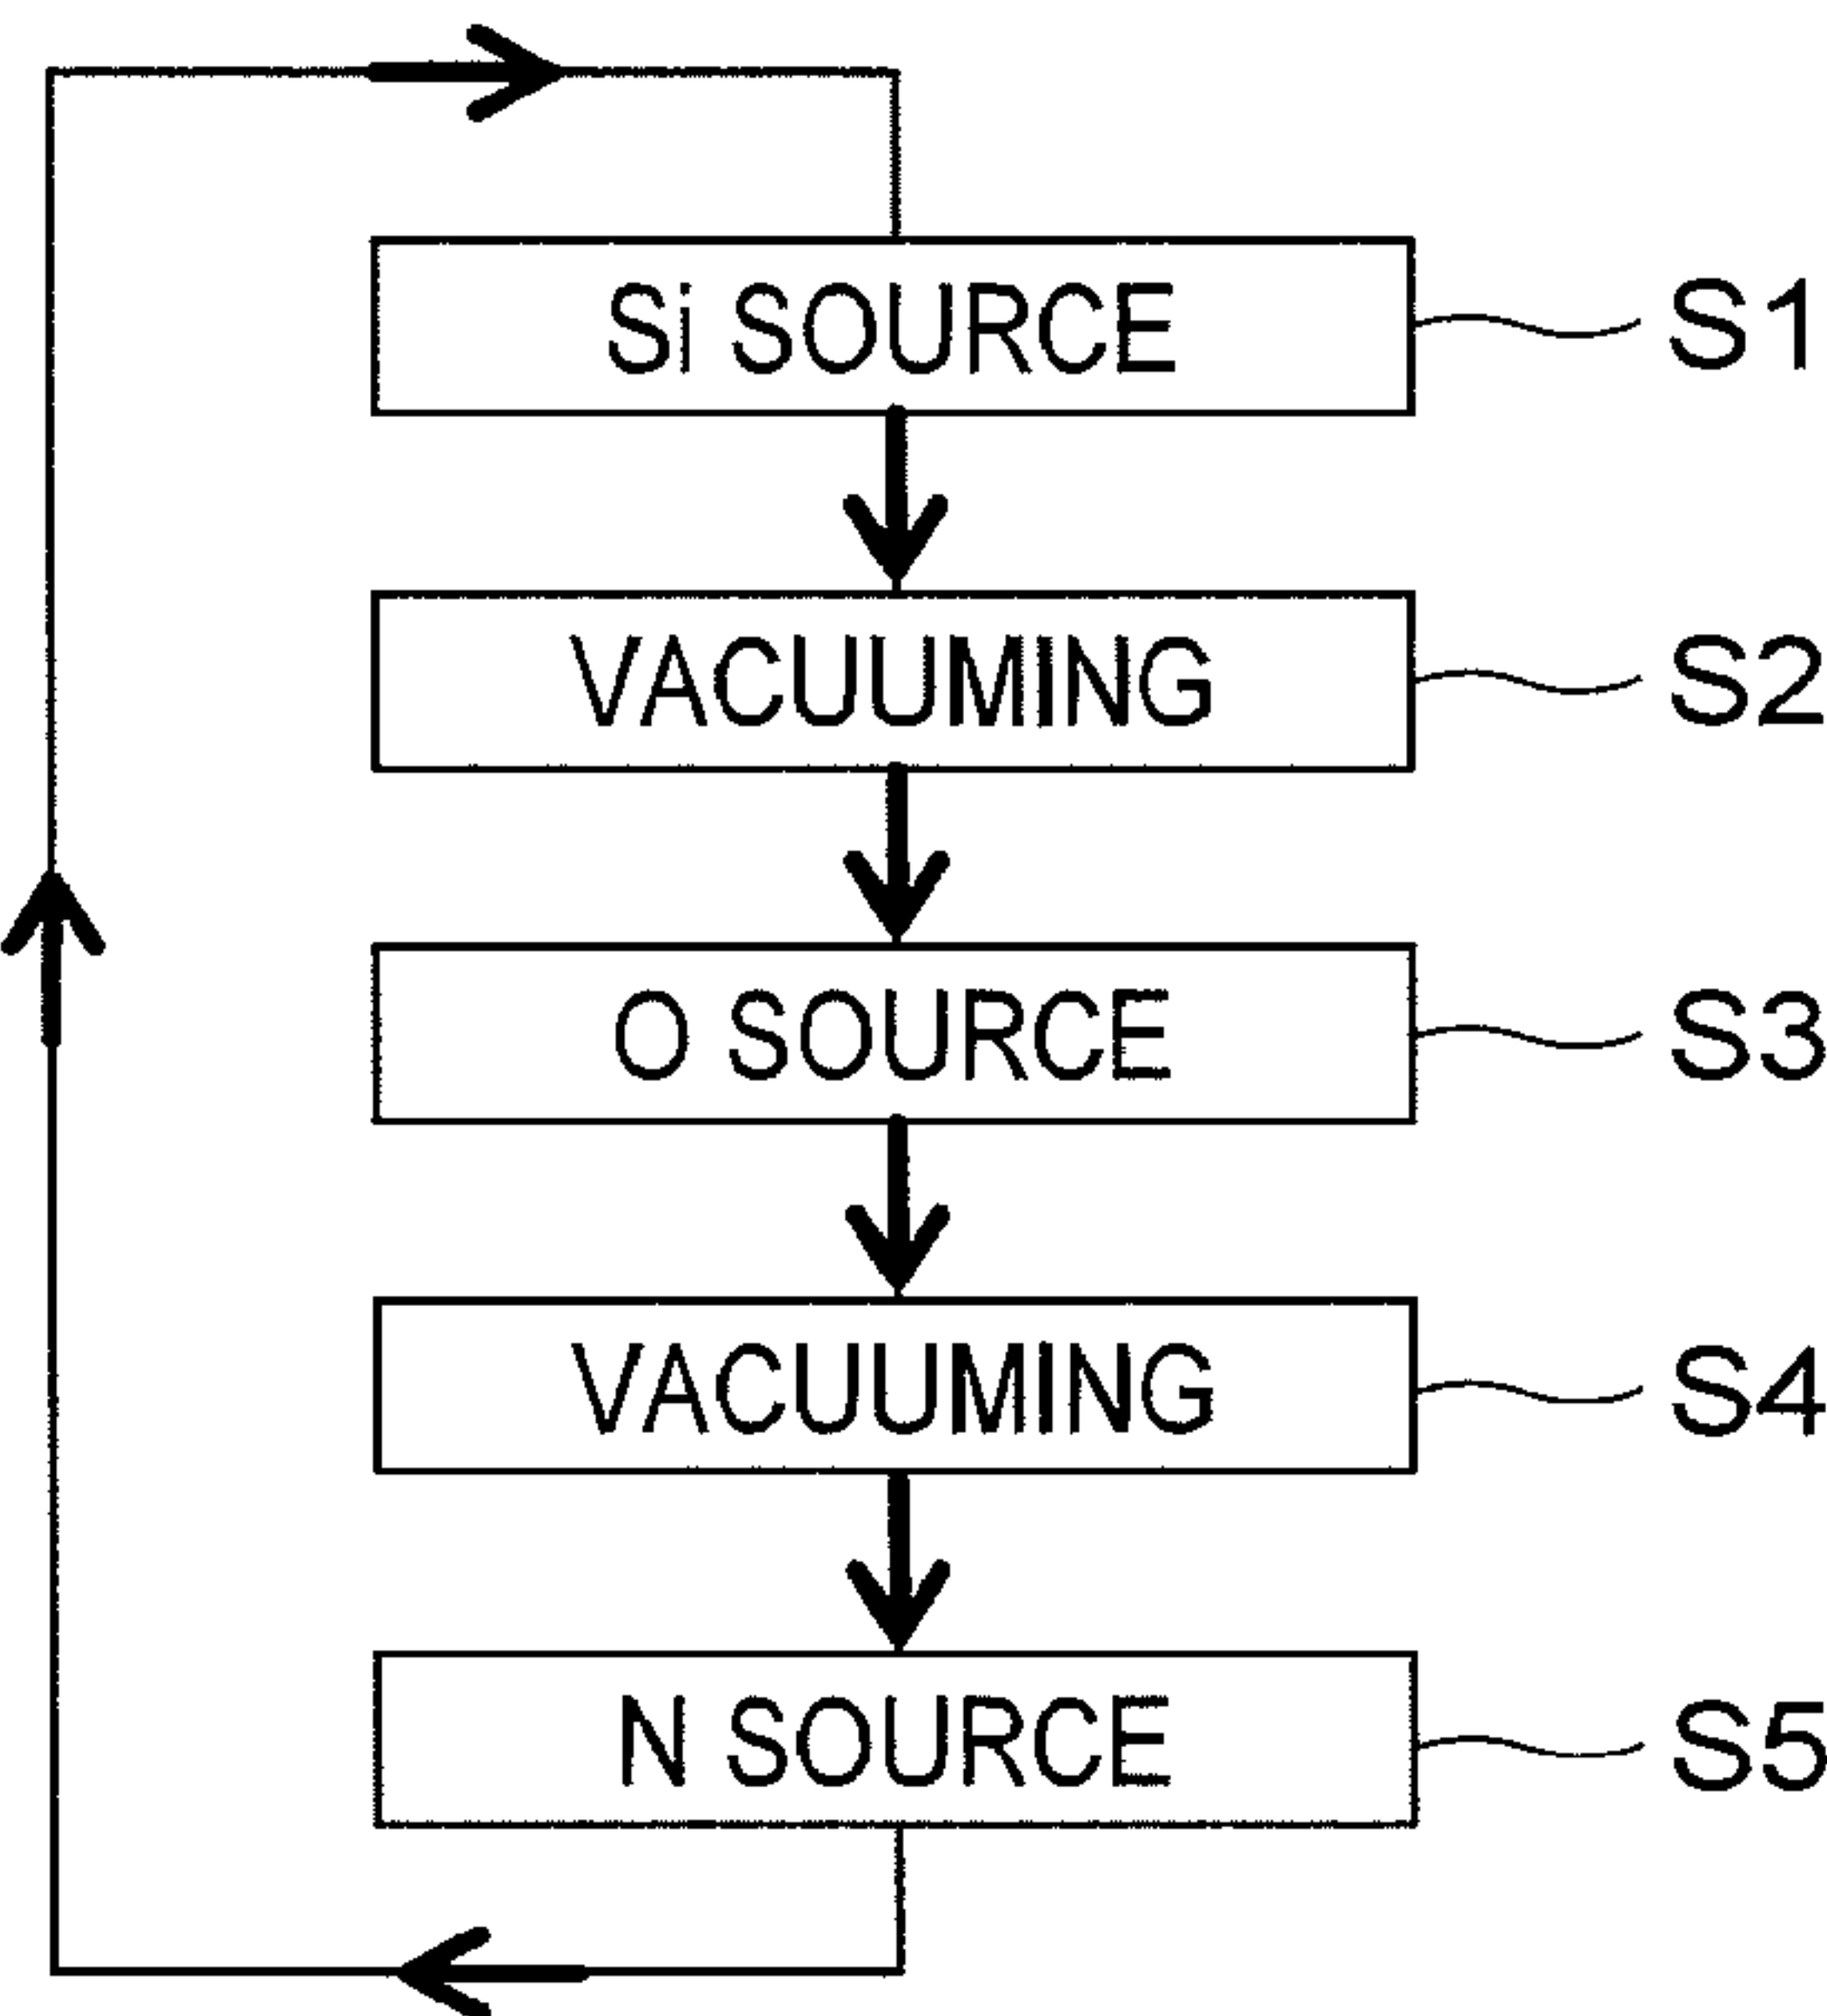 Si SOURCE S1
VACUUMING S2
O SOURCE S3
VACUUMING S4
N SOURCE S5